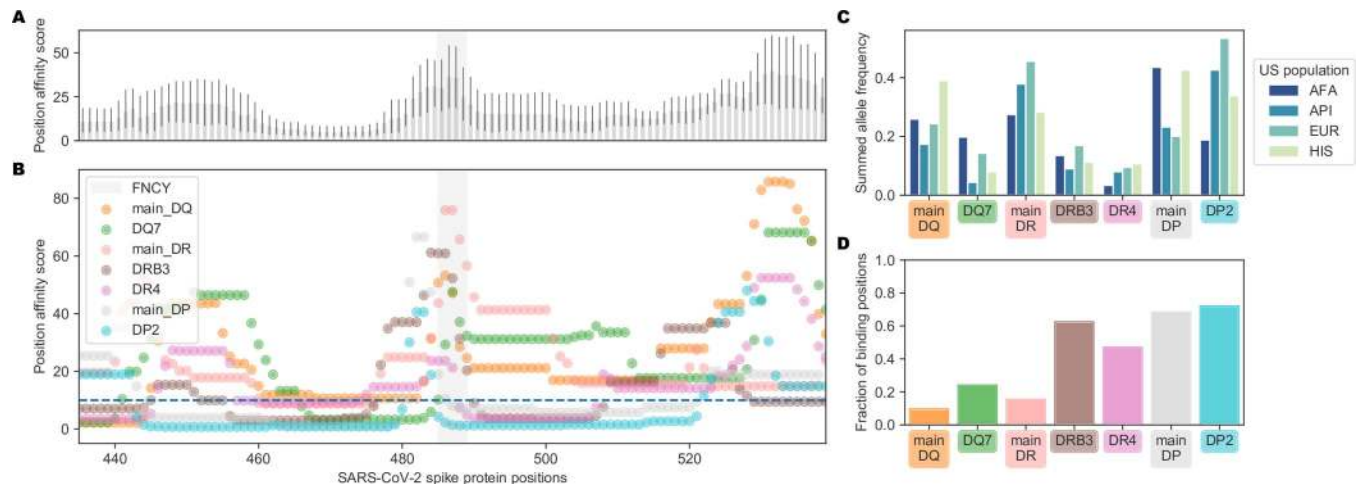 A
Position affinity score
50
25
0
B
Position affinity score
80
60
40
20
0
FNCY
main_DQ
DQ7
main_DR
DRB3
DR4
main_DP
DP2
440
460
480
500
520
SARS-CoV-2 spike protein positions
C
Summed allele frequency
0.4
0.2
0.0
main
DQ
DQ7
main
DR
DRB3
DR4
main
DP
DP2
US population
AFA
API
EUR
HIS
D
Fraction of binding positions
1.0
0.8
0.6
0.4
0.2
0.0
main
DQ
DQ7
main
DR
DRB3
DR4
main
DP
DP2